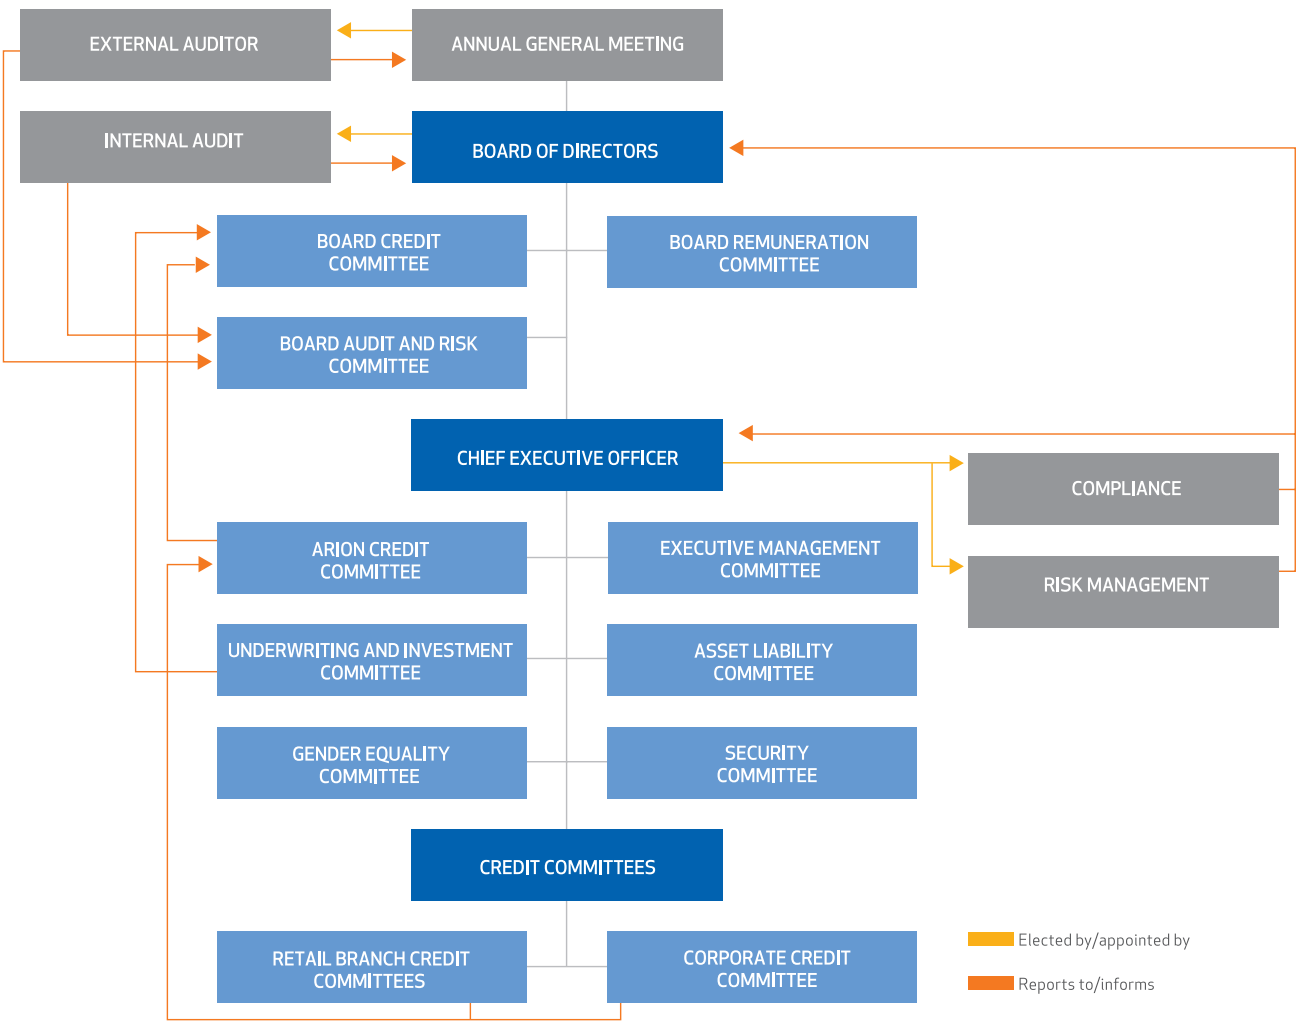 EXTERNAL AUDITOR
ANNUAL GENERAL MEETING
INTERNAL AUDIT
BOARD OF DIRECTORS
BOARD CREDIT
COMMITTEE
BOARD REMUNERATION
COMMITTEE
BOARD AUDIT AND RISK
COMMITTEE
CHIEF EXECUTIVE OFFICER
COMPLIANCE
ARION CREDIT
COMMITTEE
EXECUTIVE MANAGEMENT
COMMITTEE
RISK MANAGEMENT
UNDERWRITING AND INVESTMENT
COMMITTEE
ASSET LIABILITY
COMMITTEE
GENDER EQUALITY
COMMITTEE
SECURITY
COMMITTEE
CREDIT COMMITTEES
RETAIL BRANCH CREDIT
COMMITTEES
CORPORATE CREDIT
COMMITTEE
Elected by/appointed by
Reports to/informs